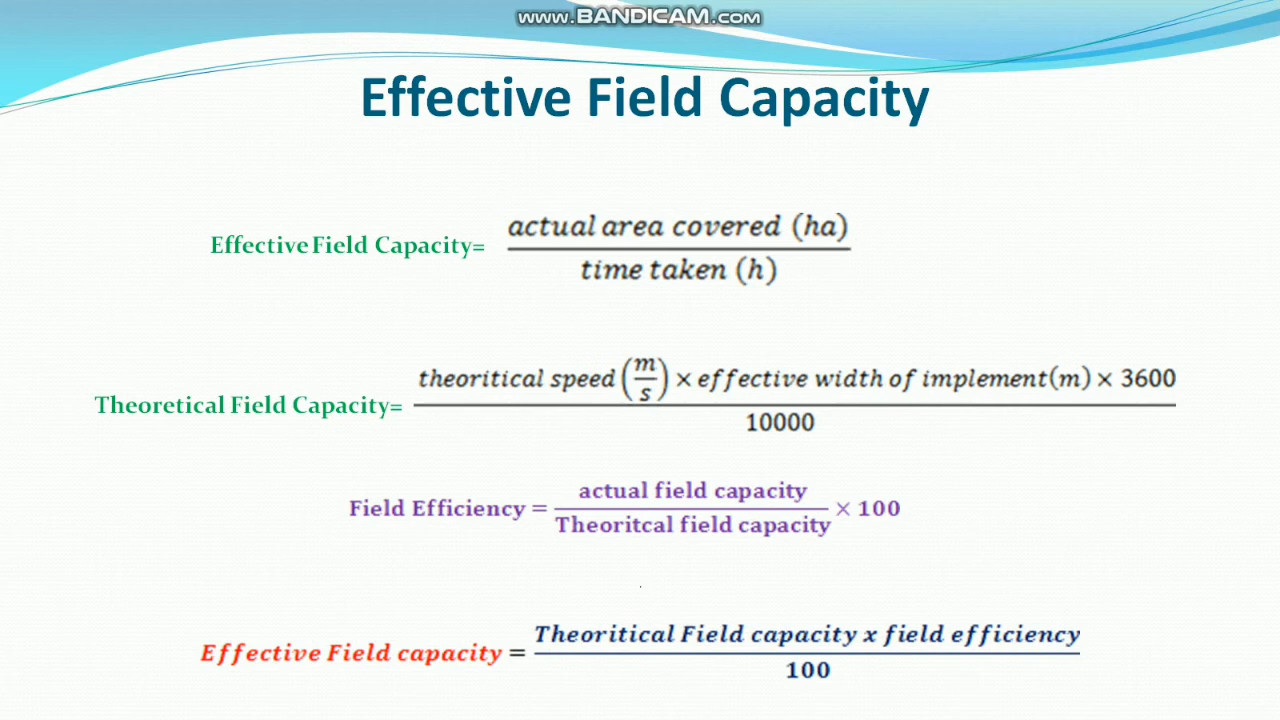 www.BANDICAM.com
Effective Field Capacity
Effective Field Capacity= actual area covered (ha) / time taken (h)
Theoretical Field Capacity= theoritical speed (m/s) × effective width of implement(m) × 3600 / 10000
Field Efficiency = actual field capacity / Theoritcal field capacity × 100
Effective Field capacity = Theoritical Field capacity x field efficiency / 100